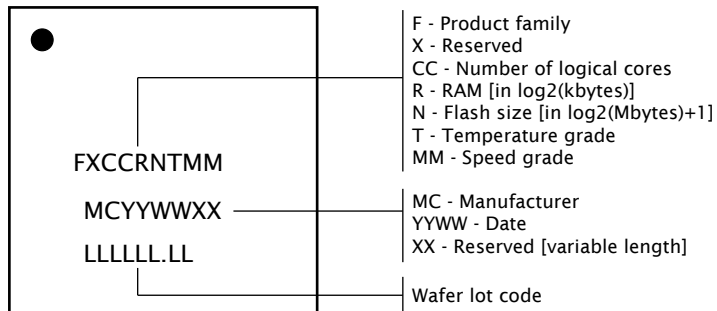 F - Product family
X - Reserved
CC - Number of logical cores
R - RAM [in log2(kbytes)]
N - Flash size [in log2(Mbytes)+1]
T - Temperature grade
MM - Speed grade
FXCCRNTMM
MC - Manufacturer
YYWW - Date
XX - Reserved [variable length]
MCYYWWXX
LLLLLL.LL
Wafer lot code